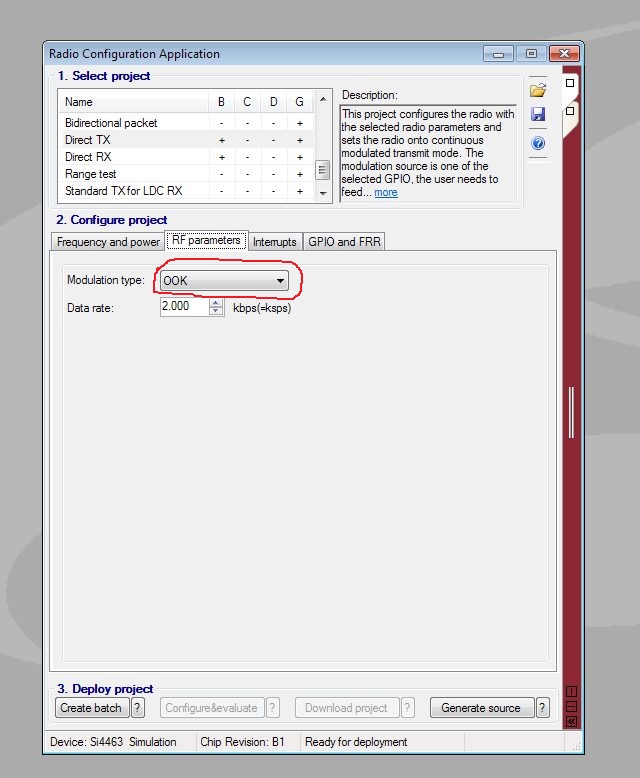 Radio Configuration Application
1. Select project
Name B C D G
Bidirectional packet - - - +
Direct TX + - - +
Direct RX + - - +
Range test - - - +
Standard TX for LDC RX - - - +
Description:
This project configures the radio with
the selected radio parameters and
sets the radio onto continuous
modulated transmit mode. The
modulation source is one of the
selected GPIO, the user needs to
feed... more
2. Configure project
Frequency and power RF parameters Interrupts GPIO and FRR
Modulation type: OOK
Data rate: 2.000 kbps(=ksps)
3. Deploy project
Create batch ? Configure&evaluate ? Download project ? Generate source ?
Device: Si4463 Simulation Chip Revision: B1 Ready for deployment